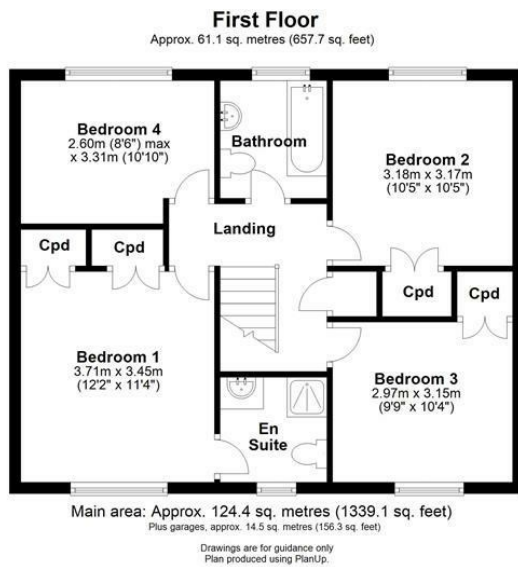 First Floor
Approx. 61.1 sq. metres (657.7 sq. feet)
Bedroom 4
2.60m (8'6") max
x 3.31m (10'10")
Bathroom
Bedroom 2
3.18m x 3.17m
(10'5" x 10'5")
Landing
Cpd
Cpd
Cpd
Cpd
Bedroom 1
3.71m x 3.45m
(12'2" x 11'4")
Bedroom 3
2.97m x 3.15m
(9'9" x 10'4")
En
Suite
Main area: Approx. 124.4 sq. metres (1339.1 sq. feet)
Plus garages, approx. 14.5 sq. metres (156.3 sq. feet)
Drawings are for guidance only
Plan produced using PlanUp.